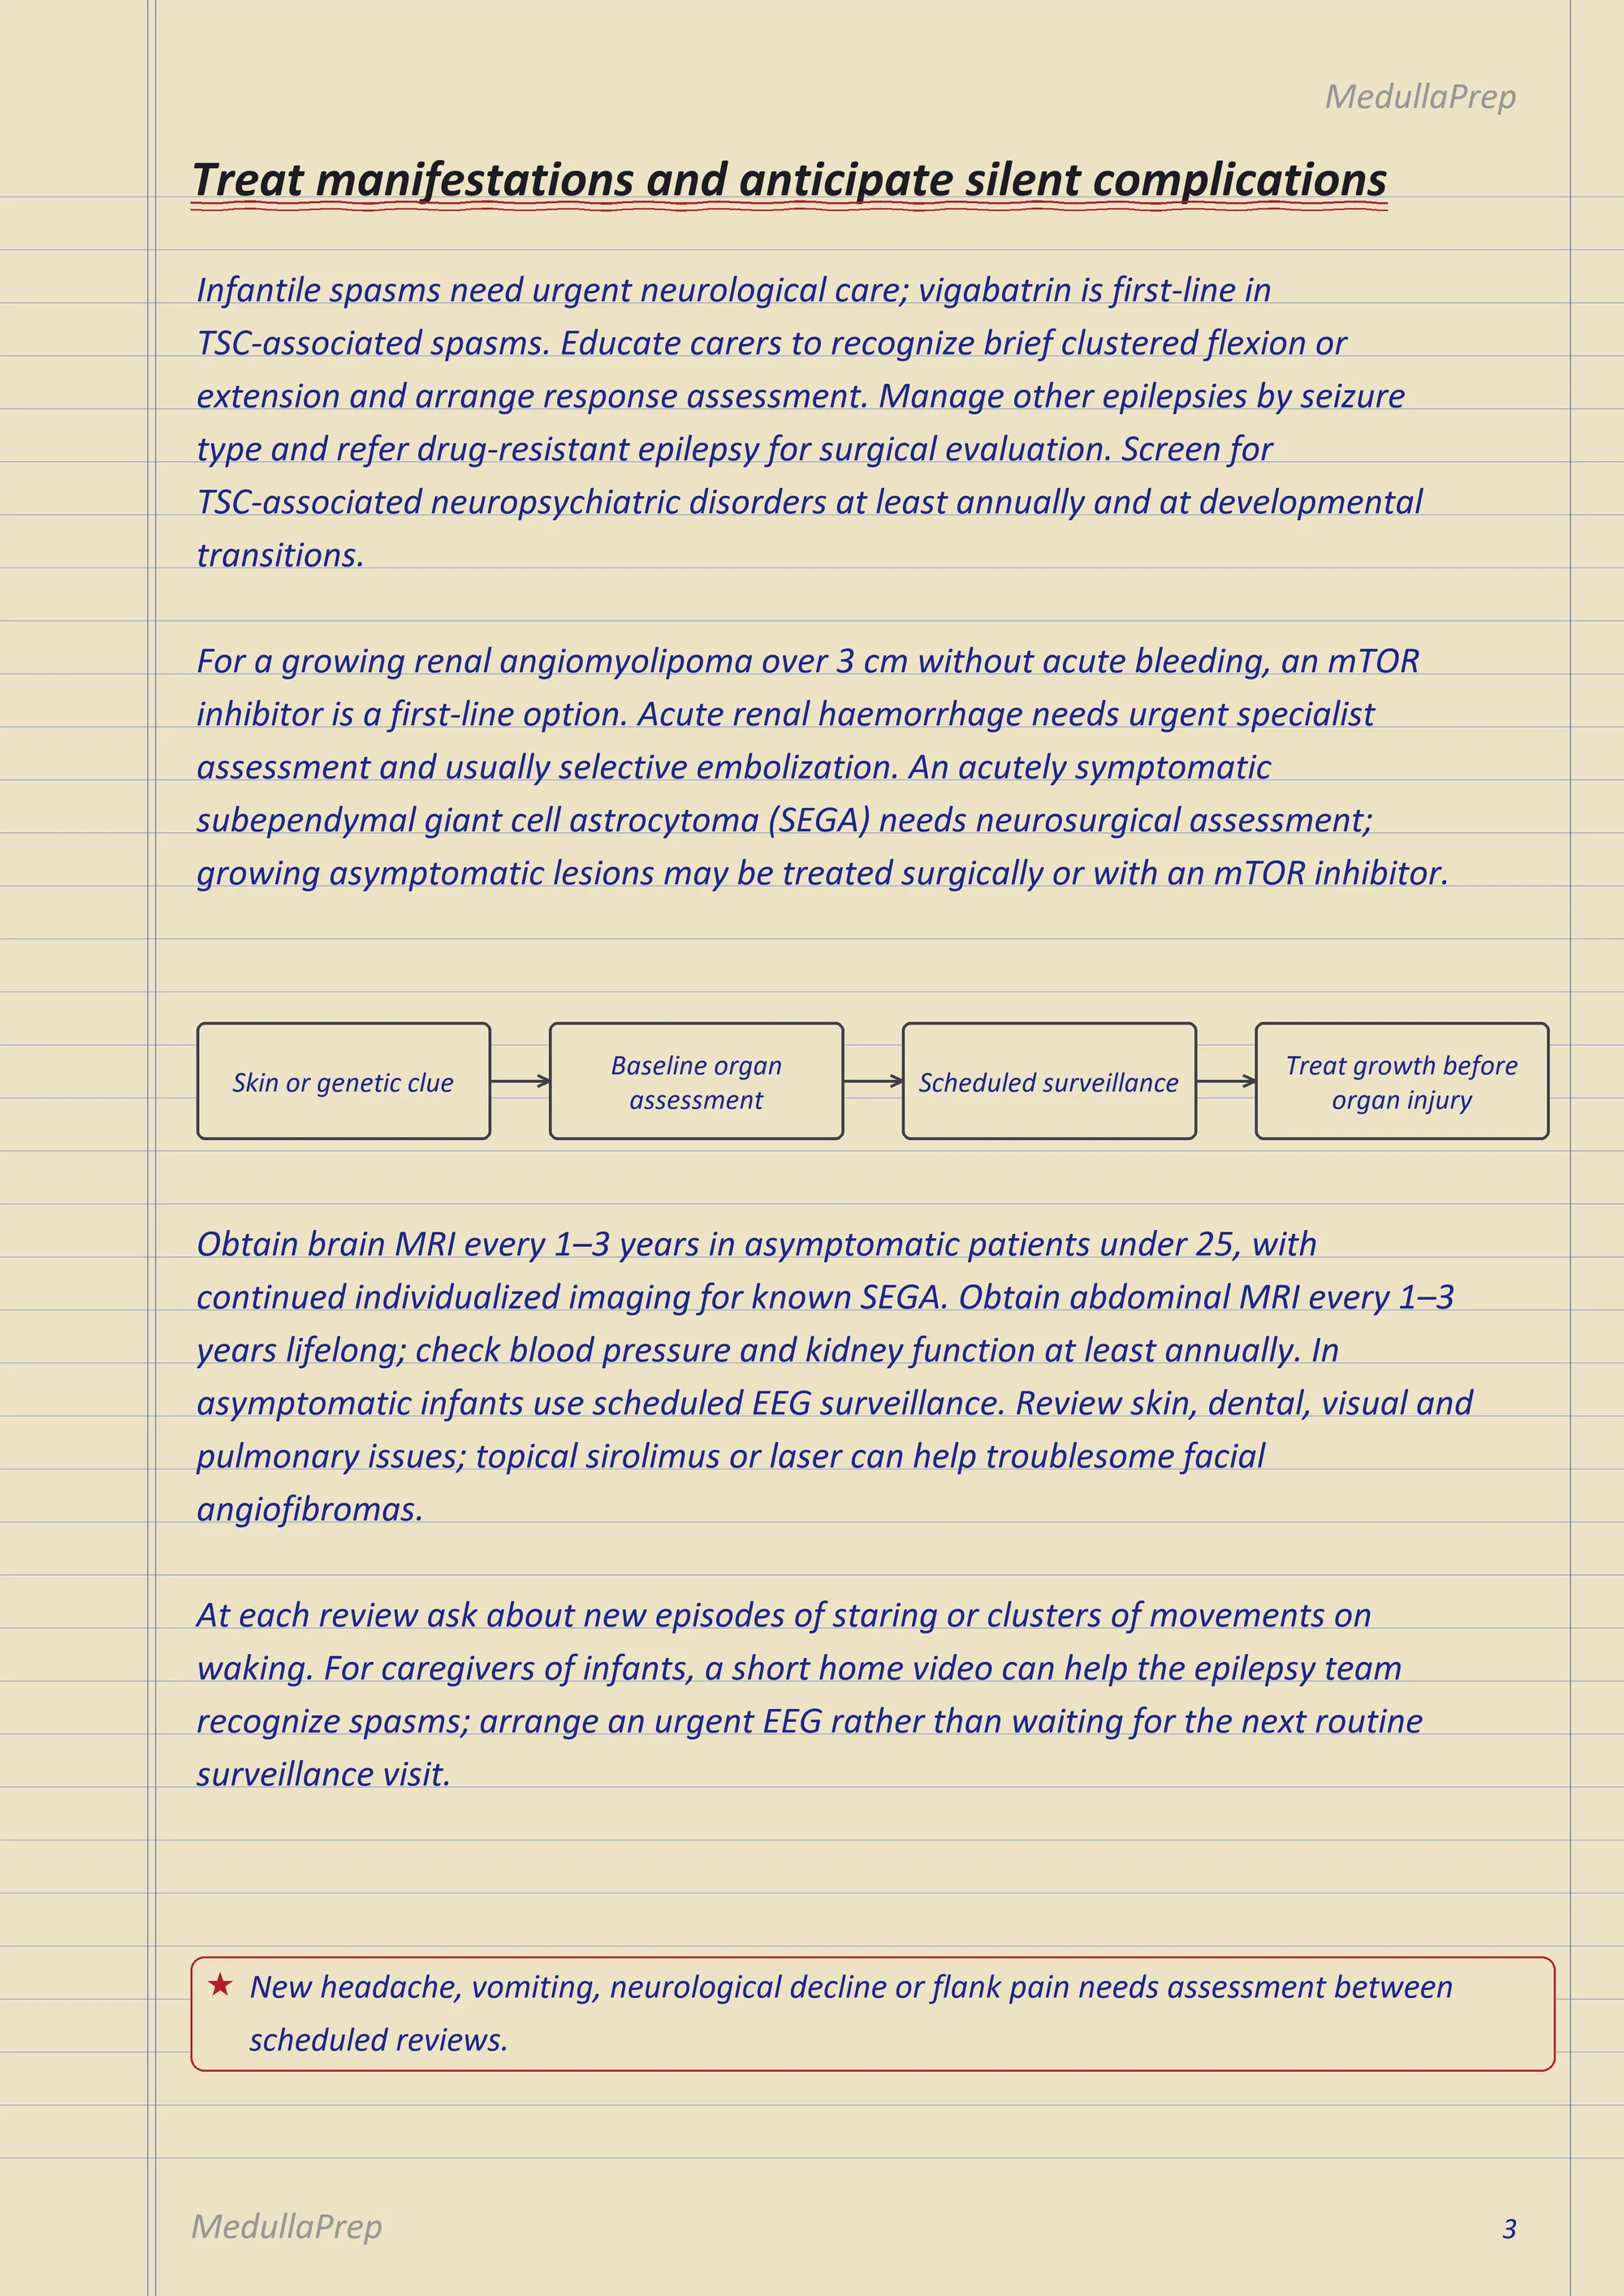 MedullaPrep
Treat manifestations and anticipate silent complications
Infantile spasms need urgent neurological care; vigabatrin is first-line in
TSC-associated spasms. Educate carers to recognize brief clustered flexion or
extension and arrange response assessment. Manage other epilepsies by seizure
type and refer drug-resistant epilepsy for surgical evaluation. Screen for
TSC-associated neuropsychiatric disorders at least annually and at developmental
transitions.
For a growing renal angiomyolipoma over 3 cm without acute bleeding, an mTOR
inhibitor is a first-line option. Acute renal haemorrhage needs urgent specialist
assessment and usually selective embolization. An acutely symptomatic
subependymal giant cell astrocytoma (SEGA) needs neurosurgical assessment;
growing asymptomatic lesions may be treated surgically or with an mTOR inhibitor.
Skin or genetic clue
Baseline organ
assessment
Scheduled surveillance
Treat growth before
organ injury
Obtain brain MRI every 1–3 years in asymptomatic patients under 25, with
continued individualized imaging for known SEGA. Obtain abdominal MRI every 1–3
years lifelong; check blood pressure and kidney function at least annually. In
asymptomatic infants use scheduled EEG surveillance. Review skin, dental, visual and
pulmonary issues; topical sirolimus or laser can help troublesome facial
angiofibromas.
At each review ask about new episodes of staring or clusters of movements on
waking. For caregivers of infants, a short home video can help the epilepsy team
recognize spasms; arrange an urgent EEG rather than waiting for the next routine
surveillance visit.
★ New headache, vomiting, neurological decline or flank pain needs assessment between
scheduled reviews.
MedullaPrep
3